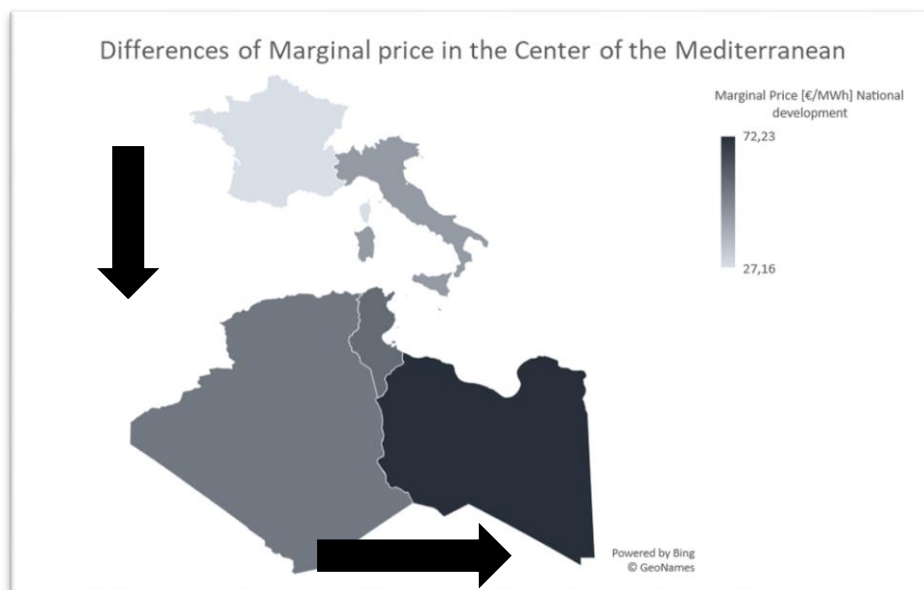 Differences of Marginal price in the Center of the Mediterranean
Marginal Price [€/MWh] National
development
72,23
27,16
Powered by Bing
© GeoNames